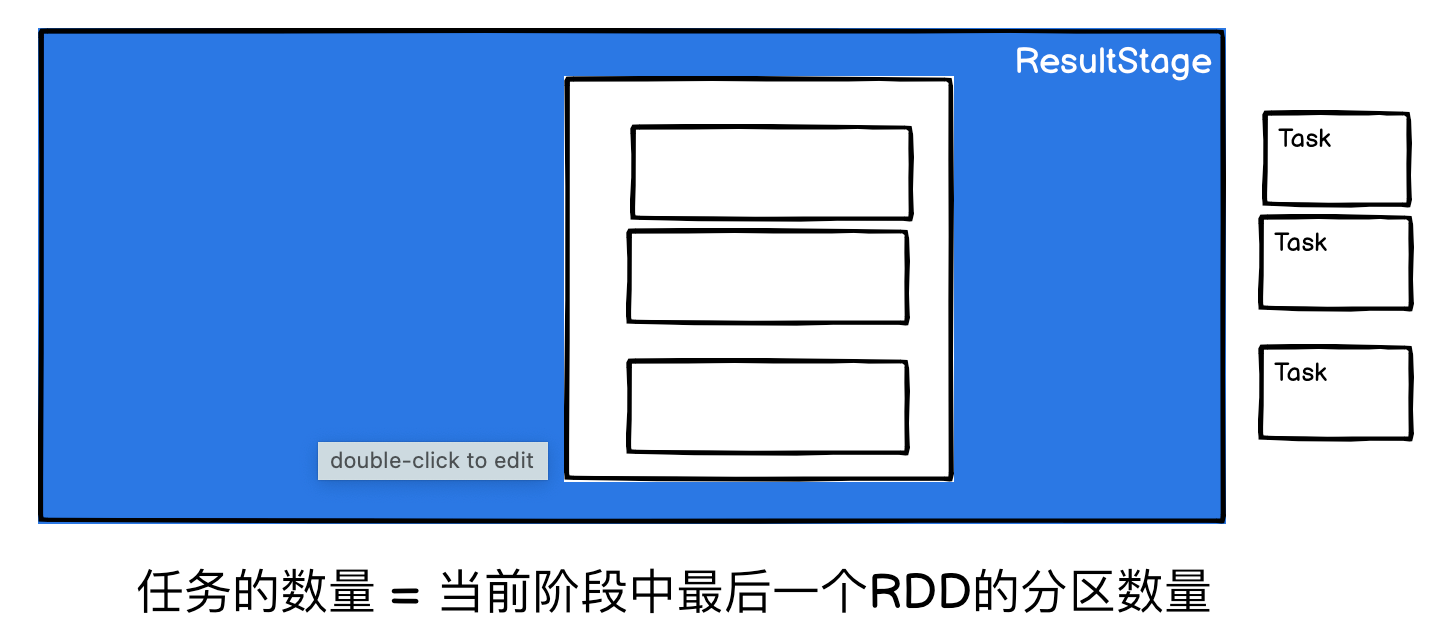 ResultStage
Task
Task
Task
double-click to edit
任务的数量 = 当前阶段中最后一个RDD的分区数量